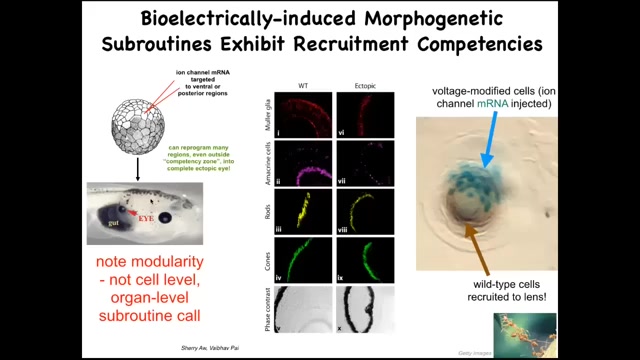 Bioelectrically-induced Morphogenetic
Subroutines Exhibit Recruitment Competencies
ion channel mRNA
targeted
to ventral or
posterior regions
can reprogram many
regions, even outside
"competency zone", into
complete ectopic eye!
gut
EYE
note modularity
- not cell level,
organ-level
subroutine call
Sherry Aw, Vaibhav Pai
WT
Ectopic
Muller glia
i
vi
Amacrine cells
ii
vii
Rods
iii
viii
Cones
iv
ix
Phase contrast
v
x
voltage-modified cells (ion
channel mRNA injected)
wild-type cells
recruited to lens!
Getty Images